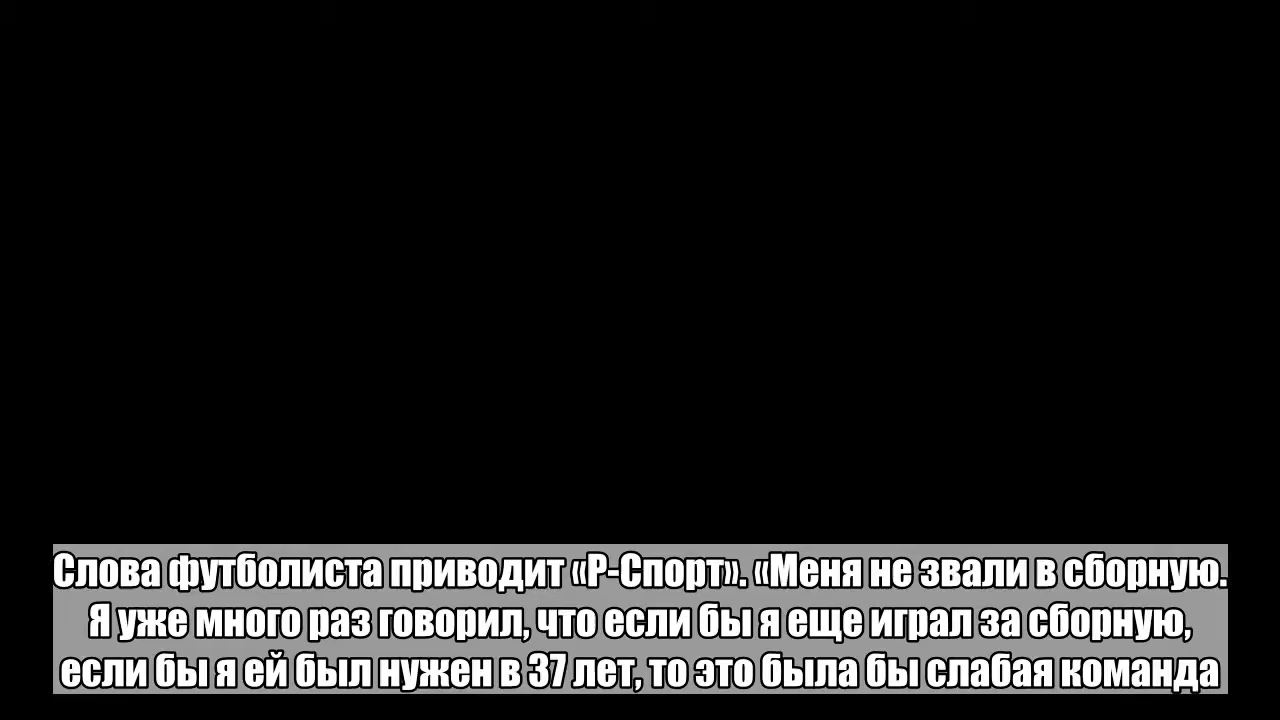 Слова футболиста приводит «Р-Спорт». «Меня не звали в сборную.
Я уже много раз говорил, что если бы я еще играл за сборную,
если бы я ей был нужен в 37 лет, то это была бы слабая команда